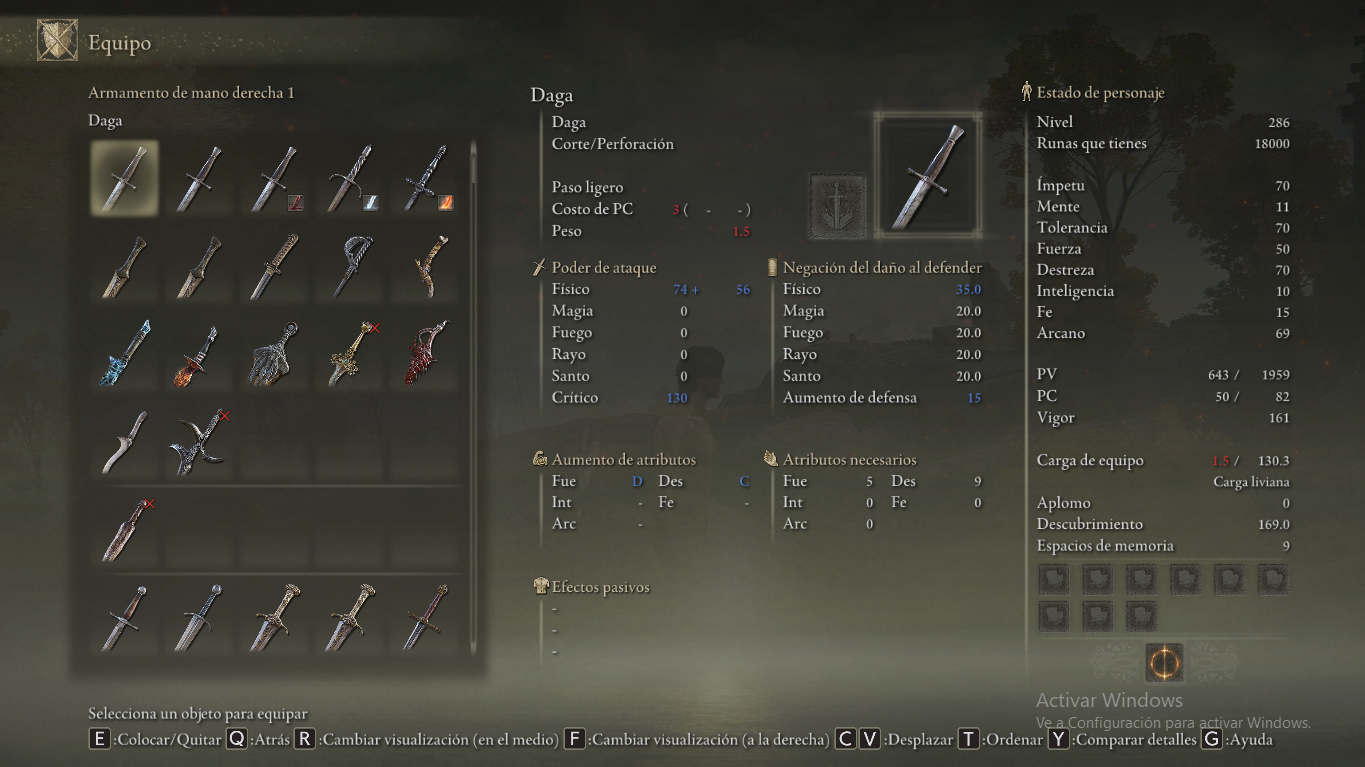 Equipo
Armamento de mano derecha 1
Daga
Daga
Daga
Corte/Perforación
Paso ligero
Costo de PC 3 ( - - )
Peso 1.5
Poder de ataque
Físico 74 + 56
Magia 0
Fuego 0
Rayo 0
Santo 0
Crítico 130
Negación del daño al defender
Físico 35.0
Magia 20.0
Fuego 20.0
Rayo 20.0
Santo 20.0
Aumento de defensa 15
Aumento de atributos
Fue D Des C
Int - Fe -
Arc -
Atributos necesarios
Fue 5 Des 9
Int 0 Fe 0
Arc 0
Efectos pasivos
-
-
-
Estado de personaje
Nivel 286
Runas que tienes 18000
Ímpetu 70
Mente 11
Tolerancia 70
Fuerza 50
Destreza 70
Inteligencia 10
Fe 15
Arcano 69
PV 643 / 1959
PC 50 / 82
Vigor 161
Carga de equipo 1.5 / 130.3
Carga liviana
Aplomo 0
Descubrimiento 169.0
Espacios de memoria 9
Activar Windows
Ve a Configuración para activar Windows.
Selecciona un objeto para equipar
E :Colocar/Quitar Q :Atrás R :Cambiar visualización (en el medio) F :Cambiar visualización (a la derecha) C V :Desplazar T :Ordenar Y :Comparar detalles G :Ayuda